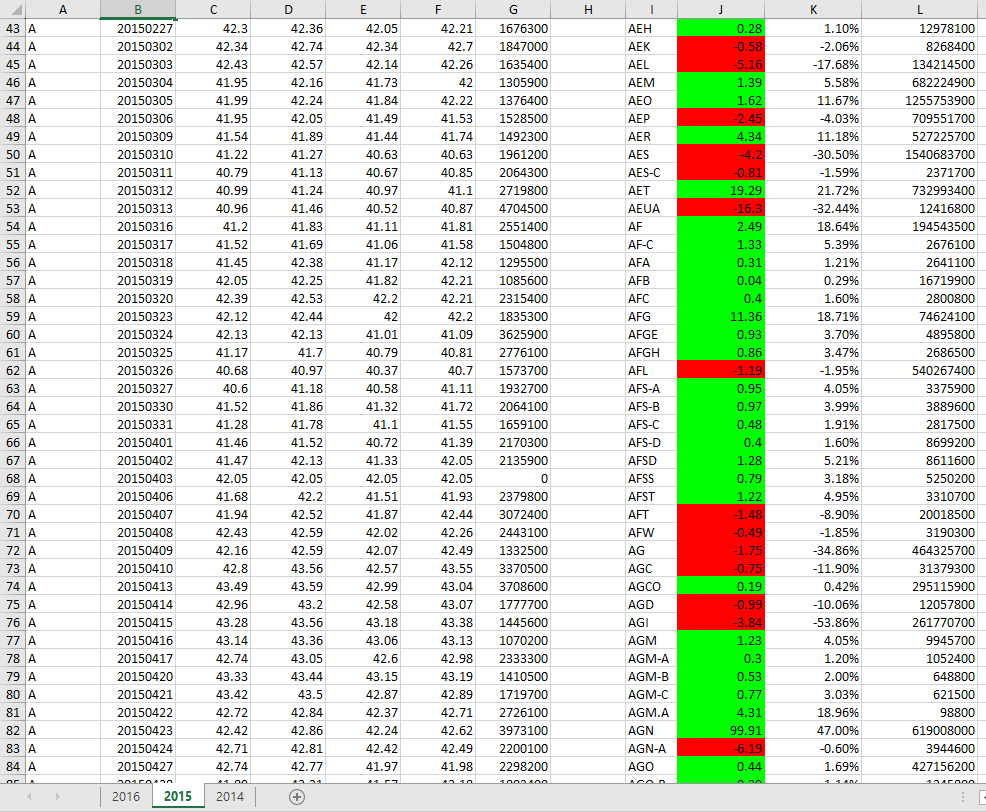 A B C D E F G H I J K L
43 A 20150227 42.3 42.36 42.05 42.21 1676300 AEH 0.28 1.10% 12978100
44 A 20150302 42.34 42.74 42.34 42.7 1847000 AEK -0.58 -2.06% 8268400
45 A 20150303 42.43 42.57 42.14 42.26 1635400 AEL -5.16 -17.68% 134214500
46 A 20150304 41.95 42.16 41.73 42 1305900 AEM 1.39 5.58% 682224900
47 A 20150305 41.99 42.24 41.84 42.22 1376400 AEO 1.62 11.67% 1255753900
48 A 20150306 41.95 42.05 41.49 41.53 1528500 AEP -2.45 -4.03% 709551700
49 A 20150309 41.54 41.89 41.44 41.74 1492300 AER 4.34 11.18% 527225700
50 A 20150310 41.22 41.27 40.63 40.63 1961200 AES -4.2 -30.50% 1540683700
51 A 20150311 40.79 41.13 40.67 40.85 2064300 AES-C -0.81 -1.59% 2371700
52 A 20150312 40.99 41.24 40.97 41.1 2719800 AET 19.29 21.72% 732993400
53 A 20150313 40.96 41.46 40.52 40.87 4704500 AEUA -16.3 -32.44% 12416800
54 A 20150316 41.2 41.83 41.11 41.81 2551400 AF 2.49 18.64% 194543500
55 A 20150317 41.52 41.69 41.06 41.58 1504800 AF-C 1.33 5.39% 2676100
56 A 20150318 41.45 42.38 41.17 42.12 1295500 AFA 0.31 1.21% 2641100
57 A 20150319 42.05 42.25 41.82 42.21 1085600 AFB 0.04 0.29% 16719900
58 A 20150320 42.39 42.53 42.2 42.21 2315400 AFC 0.4 1.60% 2800800
59 A 20150323 42.12 42.44 42 42.2 1835300 AFG 11.36 18.71% 74624100
60 A 20150324 42.13 42.13 41.01 41.09 3625900 AFGE 0.93 3.70% 4895800
61 A 20150325 41.17 41.7 40.79 40.81 2776100 AFGH 0.86 3.47% 2686500
62 A 20150326 40.68 40.97 40.37 40.7 1573700 AFL -1.19 -1.95% 540267400
63 A 20150327 40.6 41.18 40.58 41.11 1932700 AFS-A 0.95 4.05% 3375900
64 A 20150330 41.52 41.86 41.32 41.72 2064100 AFS-B 0.97 3.99% 3889600
65 A 20150331 41.28 41.78 41.1 41.55 1659100 AFS-C 0.48 1.91% 2817500
66 A 20150401 41.46 41.52 40.72 41.39 2170300 AFS-D 0.4 1.60% 8699200
67 A 20150402 41.47 42.13 41.33 42.05 2135900 AFSD 1.28 5.21% 8611600
68 A 20150403 42.05 42.05 42.05 42.05 0 AFSS 0.79 3.18% 5250200
69 A 20150406 41.68 42.2 41.51 41.93 2379800 AFST 1.22 4.95% 3310700
70 A 20150407 41.94 42.52 41.87 42.44 3072400 AFT -1.48 -8.90% 20018500
71 A 20150408 42.43 42.59 42.02 42.26 2443100 AFW -0.49 -1.85% 3190300
72 A 20150409 42.16 42.59 42.07 42.49 1332500 AG -1.75 -34.86% 464325700
73 A 20150410 42.8 43.56 42.57 43.55 3370500 AGC -0.75 -11.90% 31379300
74 A 20150413 43.49 43.59 42.99 43.04 3708600 AGCO 0.19 0.42% 295115900
75 A 20150414 42.96 43.2 42.58 43.07 1777700 AGD -0.99 -10.06% 12057800
76 A 20150415 43.28 43.56 43.18 43.38 1445600 AGI -3.84 -53.86% 261770700
77 A 20150416 43.14 43.36 43.06 43.13 1070200 AGM 1.23 4.05% 9945700
78 A 20150417 42.74 43.05 42.6 42.98 2333300 AGM-A 0.3 1.20% 1052400
79 A 20150420 43.33 43.44 43.15 43.19 1410500 AGM-B 0.53 2.00% 648800
80 A 20150421 43.42 43.5 42.87 42.89 1719700 AGM-C 0.77 3.03% 621500
81 A 20150422 42.72 42.84 42.37 42.71 2726100 AGM.A 4.31 18.96% 98800
82 A 20150423 42.42 42.86 42.24 42.62 3973100 AGN 99.91 47.00% 619008000
83 A 20150424 42.71 42.81 42.42 42.49 2200100 AGN-A -6.19 -0.60% 3944600
84 A 20150427 42.74 42.77 41.97 41.98 2298200 AGO 0.44 1.69% 427156200
2016 2015 2014